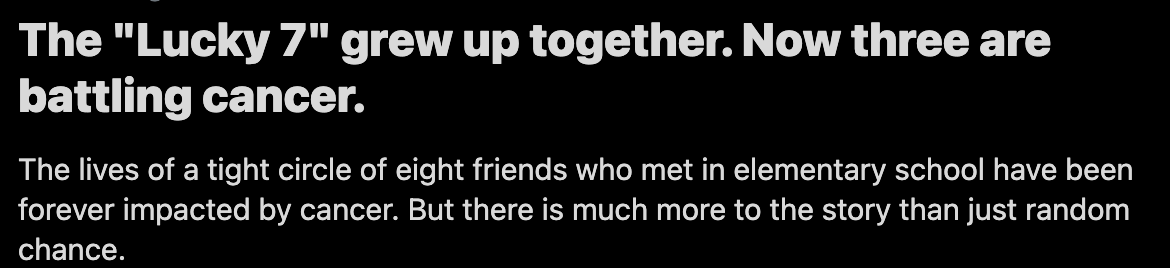 The "Lucky 7" grew up together. Now three are
battling cancer.
The lives of a tight circle of eight friends who met in elementary school have been
forever impacted by cancer. But there is much more to the story than just random
chance.